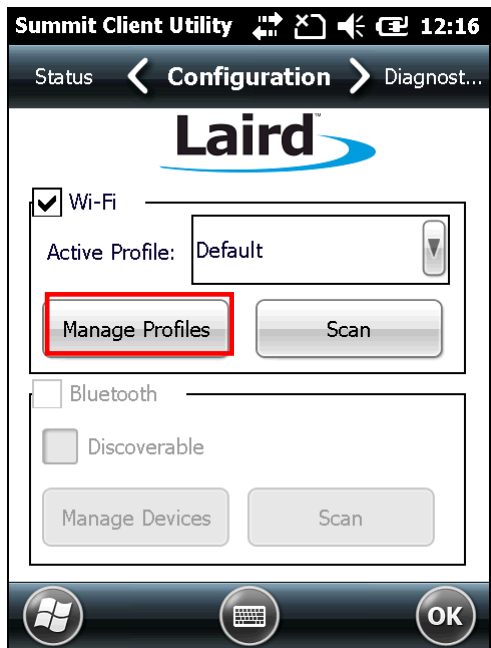 Summit Client Utility 12:16
Status Configuration Diagnost...
Laird™
Wi-Fi
Active Profile: Default
Manage Profiles Scan
Bluetooth
Discoverable
Manage Devices Scan
OK